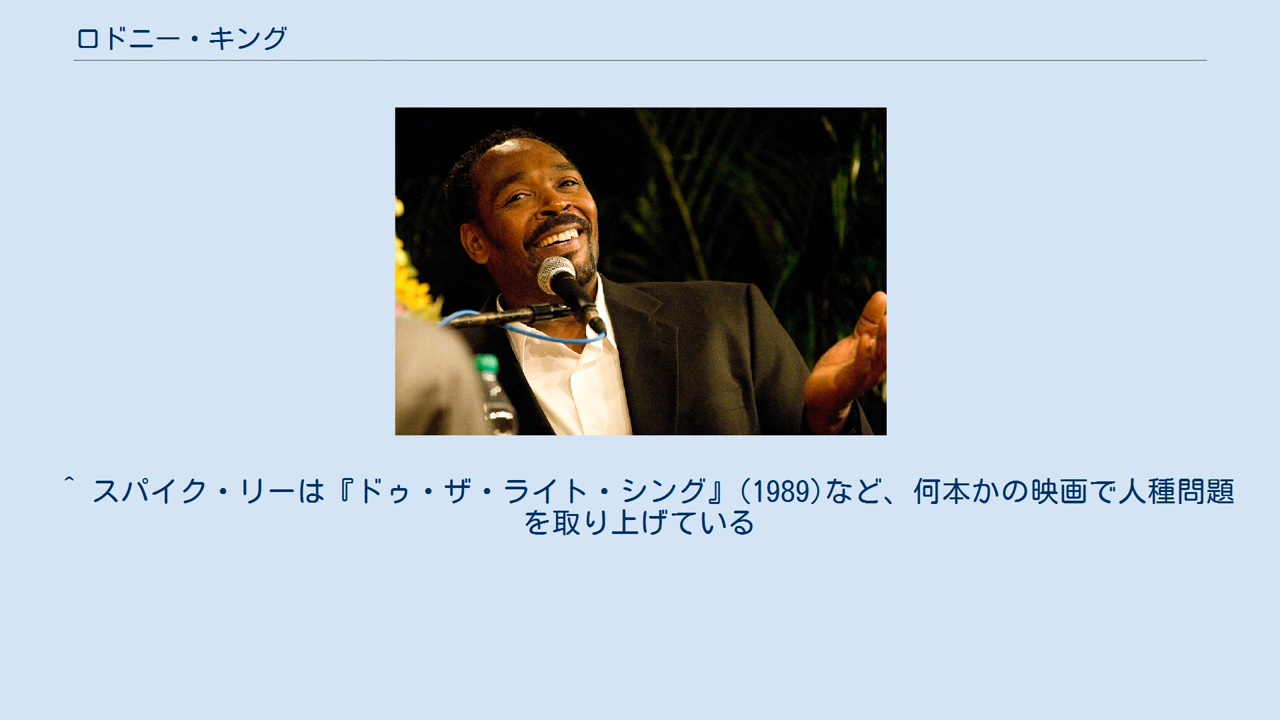 ロドニー・キング
^ スパイク・リーは『ドゥ・ザ・ライト・シング』(1989)など、何本かの映画で人種問題
を取り上げている